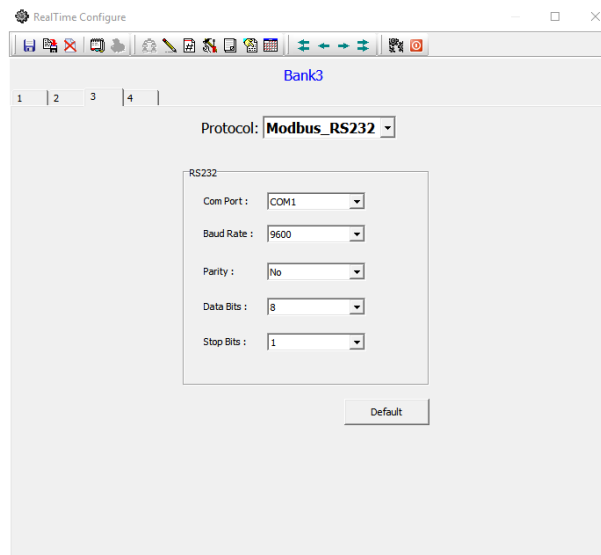 RealTime Configure
Bank3
1 2 3 4
Protocol: Modbus_RS232
RS232
Com Port : COM1
Baud Rate : 9600
Parity : No
Data Bits : 8
Stop Bits : 1
Default